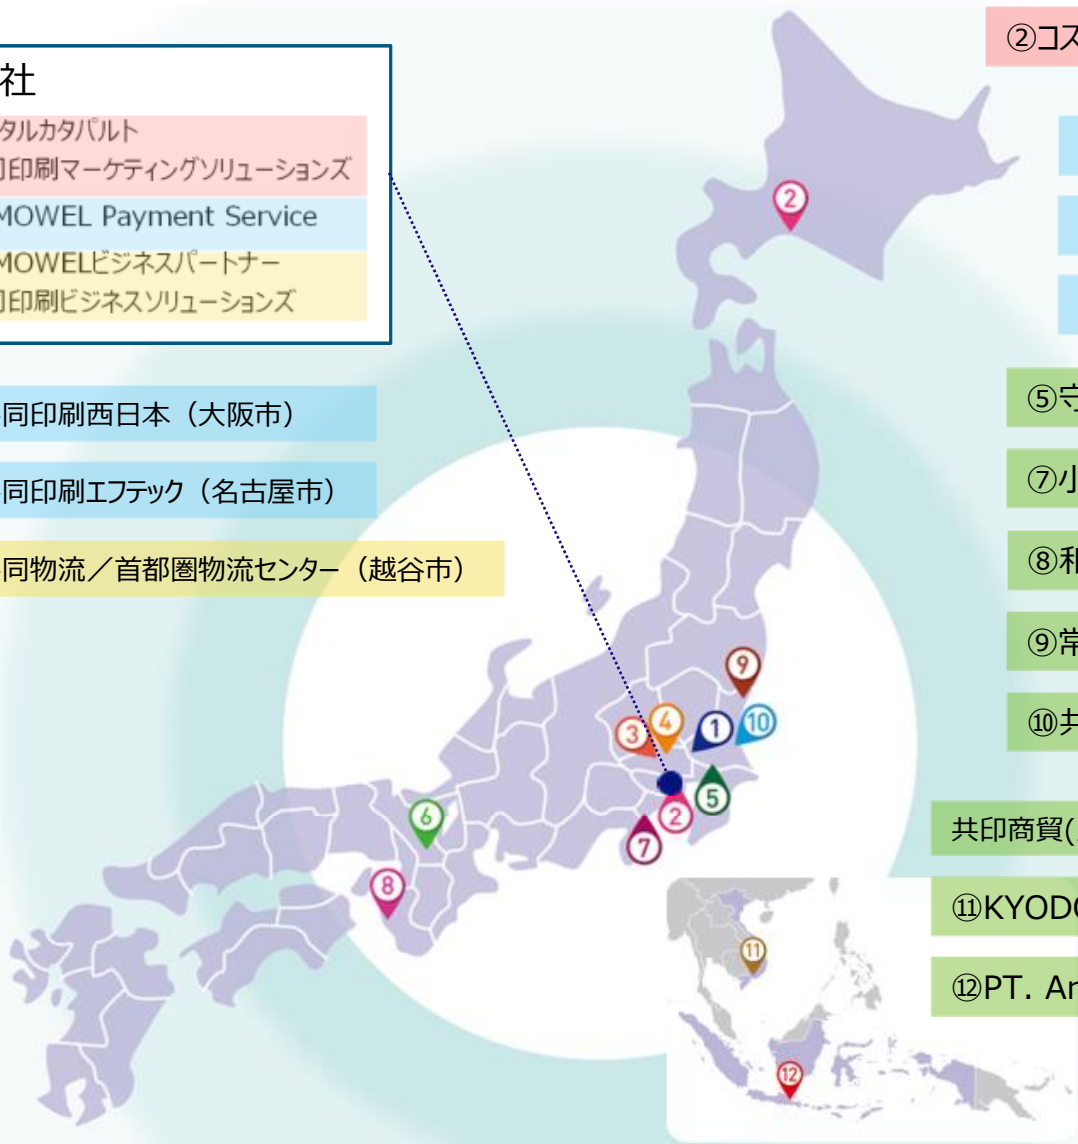 社
タルカタパルト
同印刷マーケティングソリューションズ
MOWEL Payment Service
MOWELビジネスパートナー
同印刷ビジネスソリューションズ
同印刷西日本（大阪市）
同印刷エフテック（名古屋市）
同物流／首都圏物流センター（越谷市）
②コス
⑤守
⑦小
⑧和
⑨常
⑩共
共印商貿(
⑪KYODO
⑫PT. Ar
2
9
4
3
1
10
5
2
7
6
8
11
12